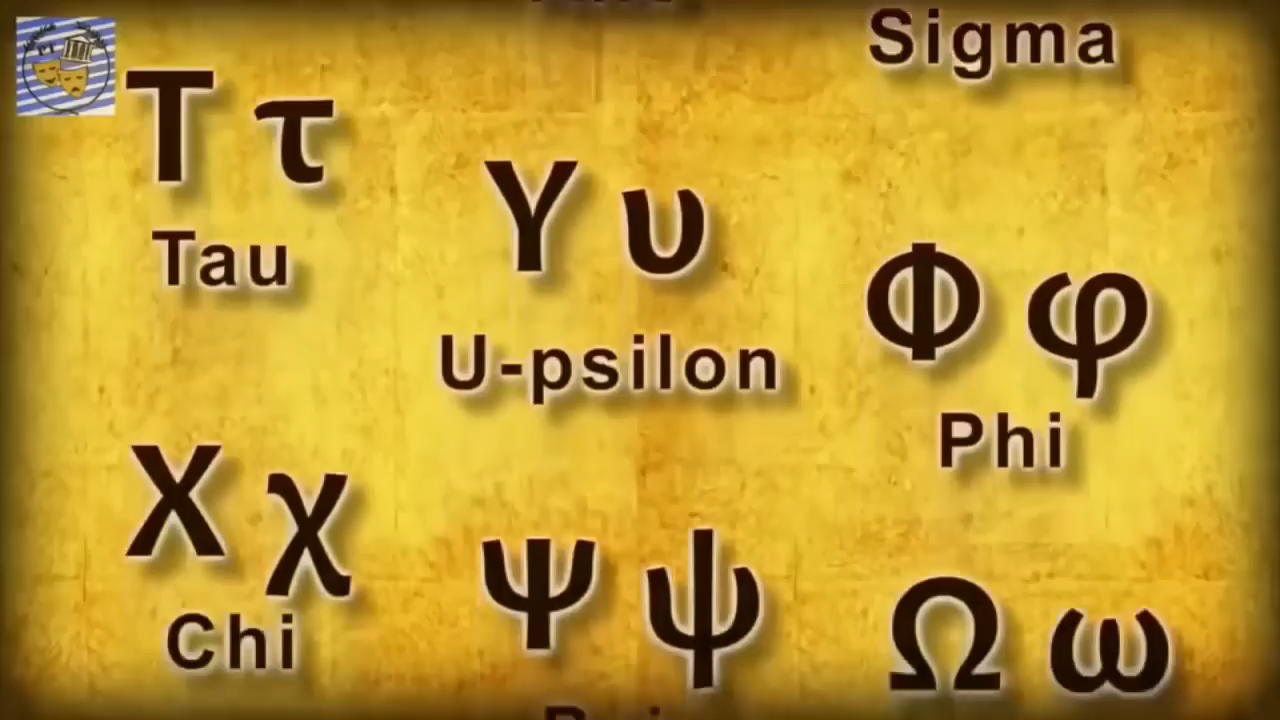 Sigma
Τ τ
Tau
Υ υ
U-psilon
Φ φ
Phi
Χ χ
Chi
Ψ ψ
Ω ω